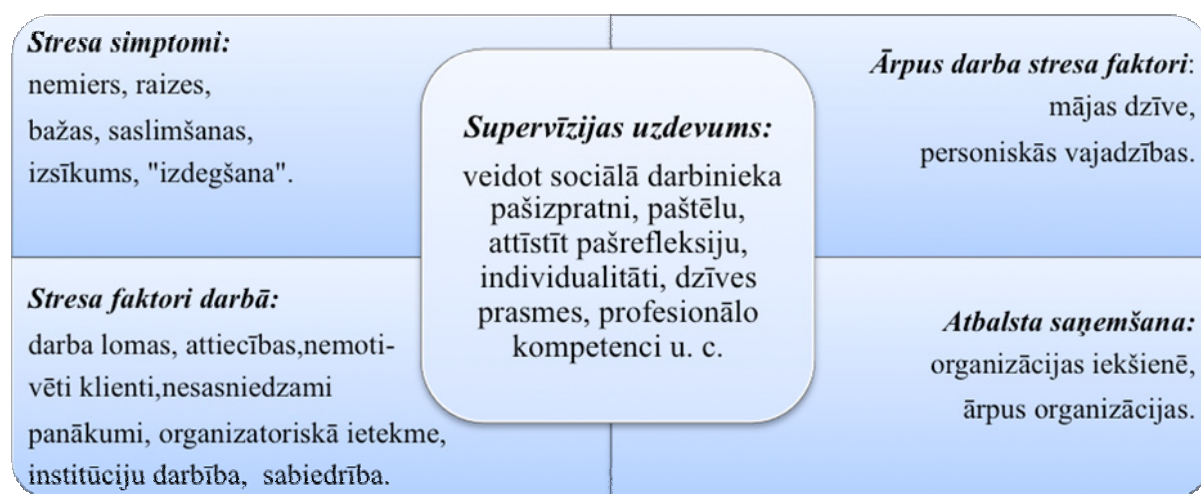 Stresa simptomi:
nemiers, raizes,
bažas, saslimšanas,
izsīkums, "izdegšana".
Ārpus darba stresa faktori:
mājas dzīve,
personiskās vajadzības.
Supervīzijas uzdevums:
veidot sociālā darbinieka
pašizpratni, paštēlu,
attīstīt pašrefleksiju,
individualitāti, dzīves
prasmes, profesionālo
kompetenci u. c.
Stresa faktori darbā:
darba lomas, attiecības,nemoti-
vēti klienti,nesasniedzami
panākumi, organizatoriskā ietekme,
institūciju darbība, sabiedrība.
Atbalsta saņemšana:
organizācijas iekšienē,
ārpus organizācijas.